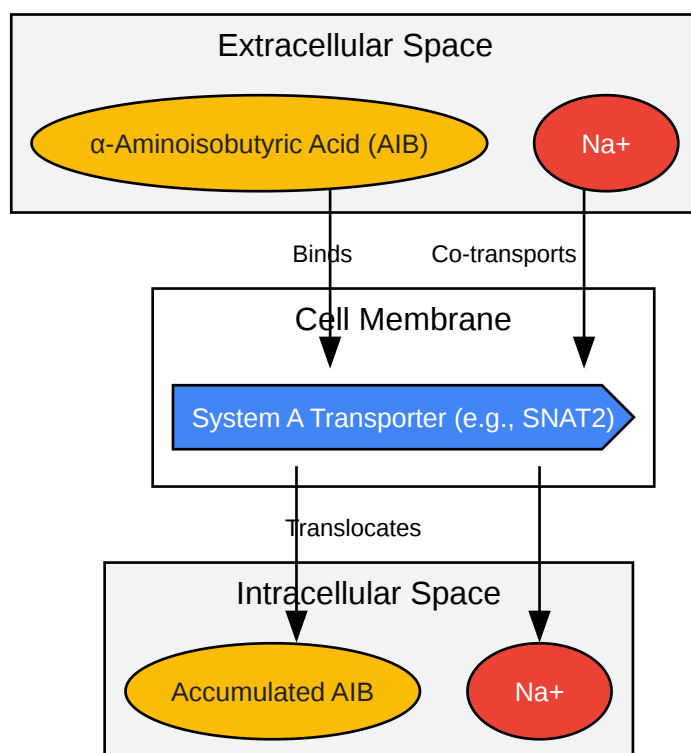 Extracellular Space
α-Aminoisobutyric Acid (AIB)
Na+
Binds
Co-transports
Cell Membrane
System A Transporter (e.g., SNAT2)
Translocates
Intracellular Space
Accumulated AIB
Na+